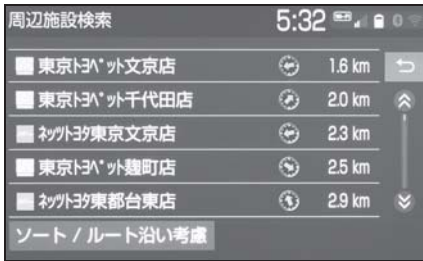 周辺施設検索 5:32 0
東京トヨペット文京店 1.6 km
東京トヨペット千代田店 2.0 km
ネッツトヨタ東京文京店 2.3 km
東京トヨペット麹町店 2.5 km
ネッツトヨタ東都台東店 2.9 km
ソート / ルート沿い考慮